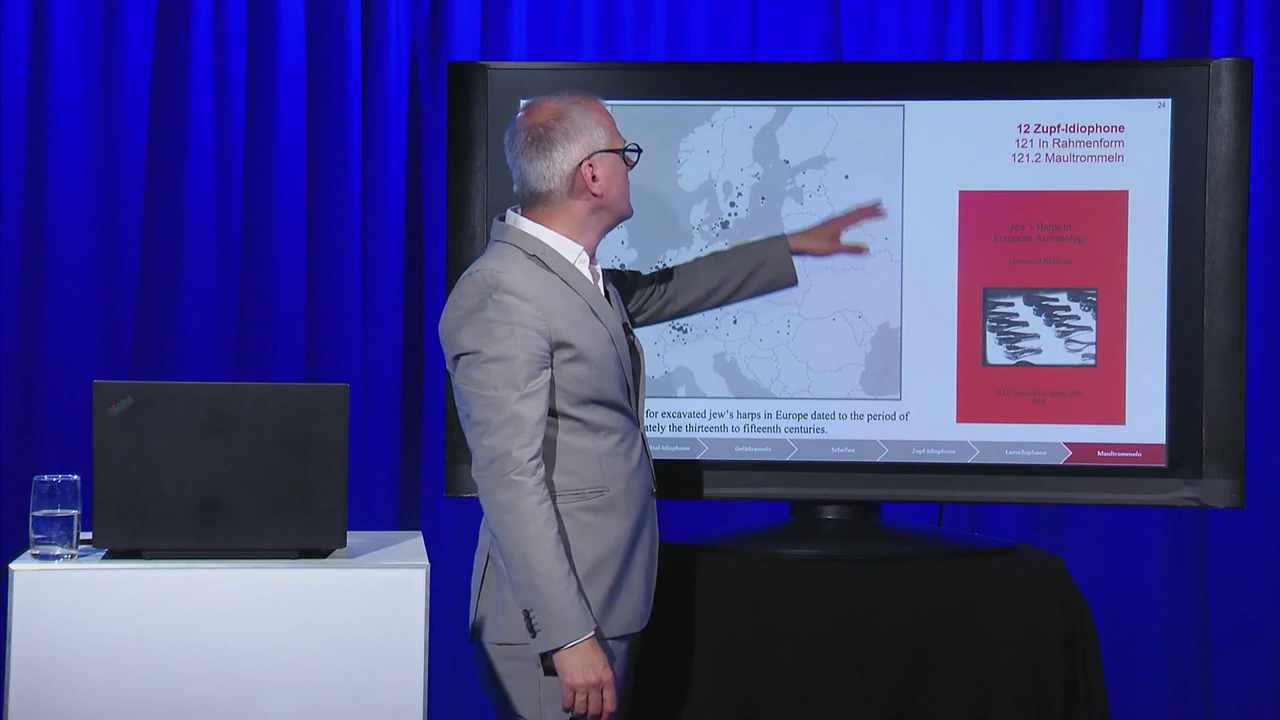 24
12 Zupf-Idiophone
121 In Rahmenform
121.2 Maultrommeln
Jew's Harps in
European Archaeology
for excavated jew's harps in Europe dated to the period of
ately the thirteenth to fifteenth centuries.
Gefäßrasseln
Schellen
Zupf-Idiophone
Lamellophone
Maultrommeln
ThinkPad